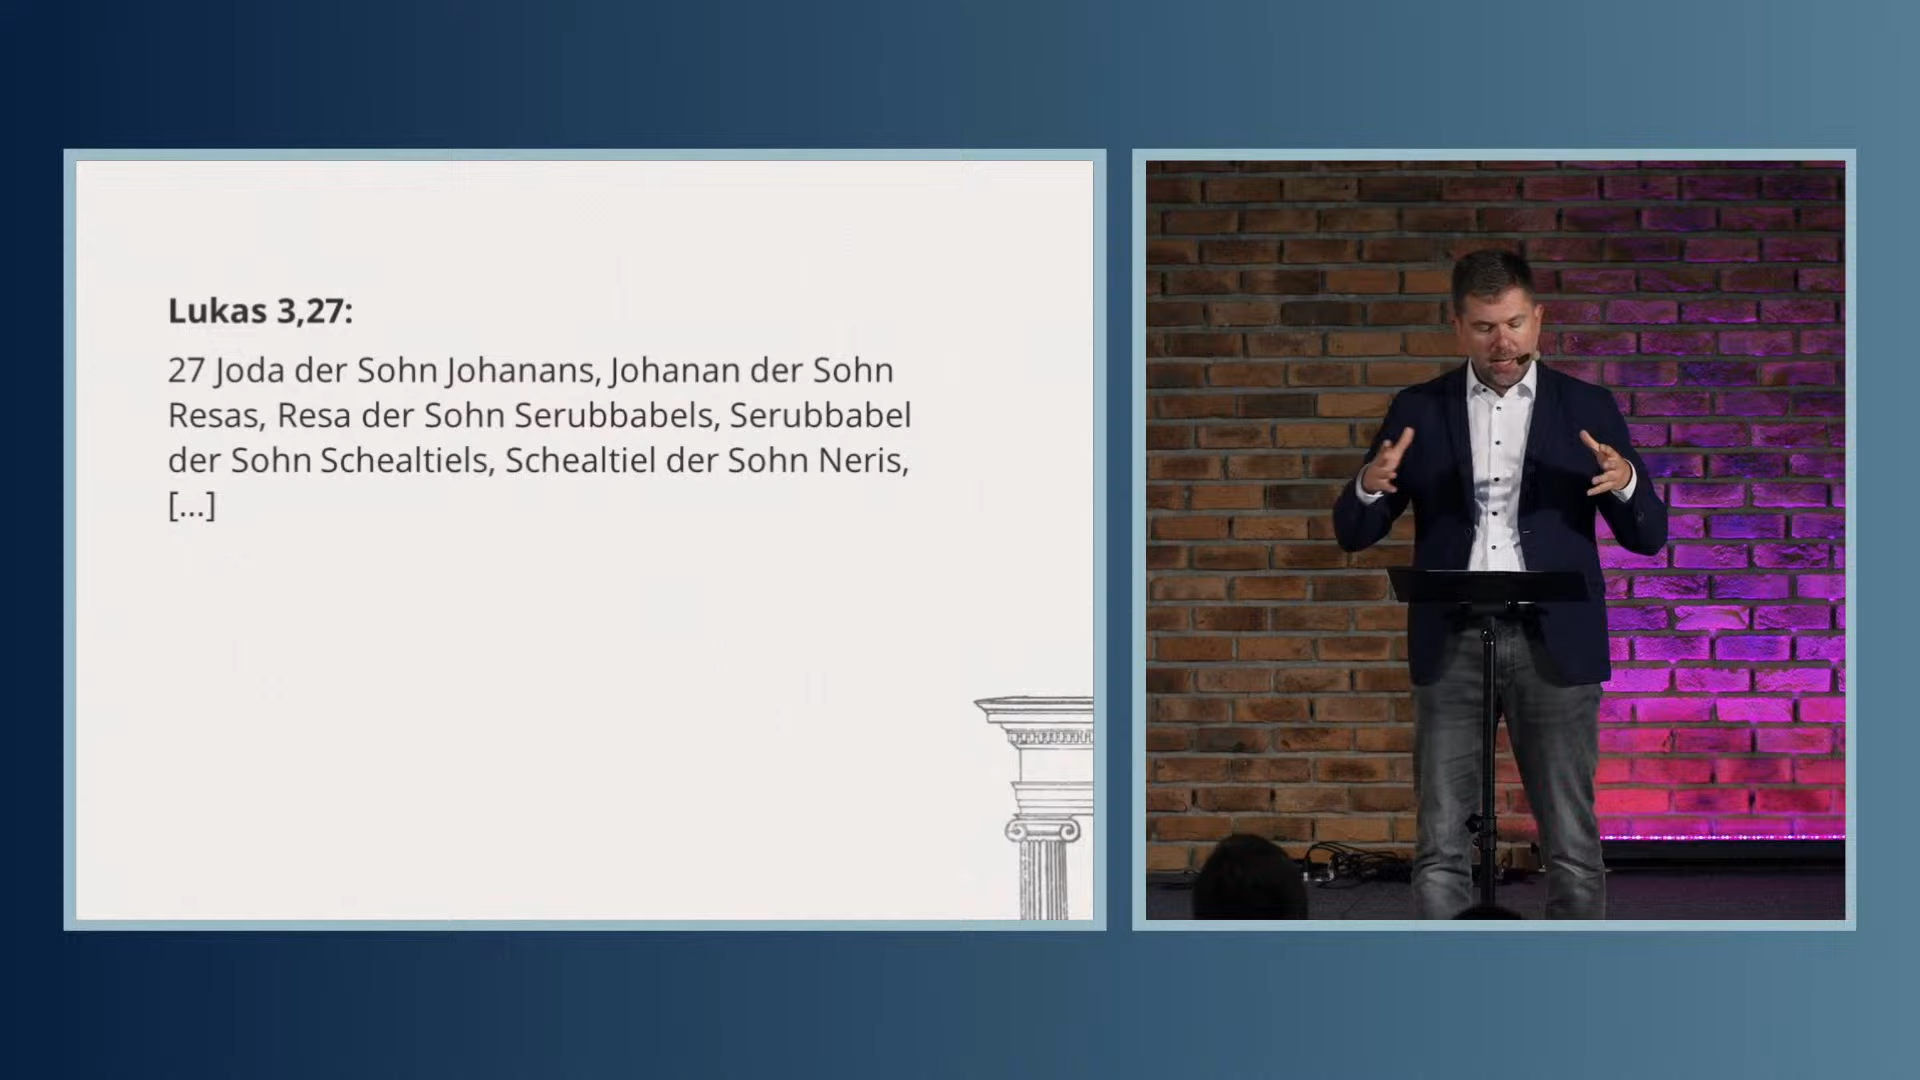 Lukas 3,27:
27 Joda der Sohn Johanans, Johanan der Sohn
Resas, Resa der Sohn Serubbabels, Serubbabel
der Sohn Schealtiels, Schealtiel der Sohn Neris,
[...]